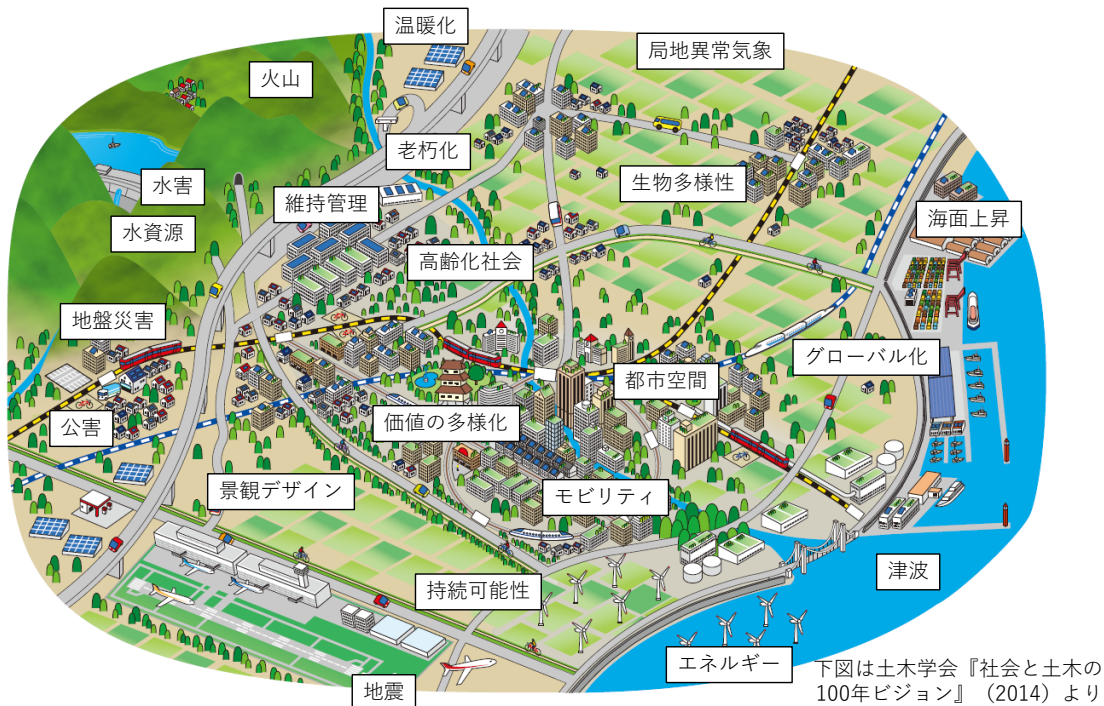 温暖化
局地異常気象
火山
老朽化
水害
維持管理
生物多様性
水資源
海面上昇
高齢化社会
地盤災害
グローバル化
都市空間
公害
価値の多様化
景観デザイン
モビリティ
持続可能性
津波
エネルギー
地震
下図は土木学会『社会と土木の
100年ビジョン』（2014）より